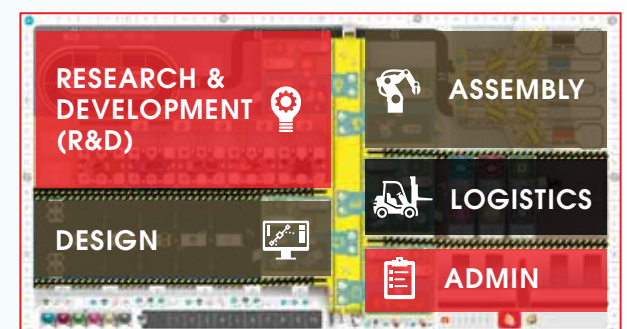 RESEARCH &
DEVELOPMENT
(R&D)
DESIGN
ASSEMBLY
LOGISTICS
ADMIN